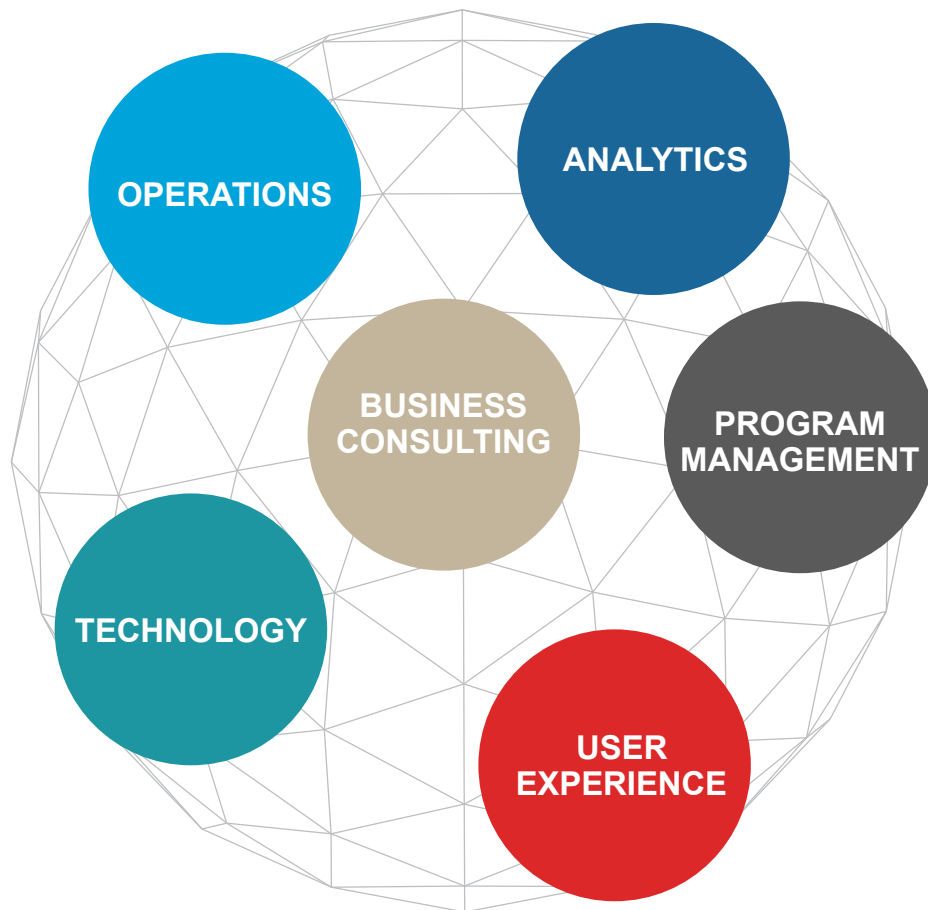 OPERATIONS
ANALYTICS
BUSINESS
CONSULTING
PROGRAM
MANAGEMENT
TECHNOLOGY
USER
EXPERIENCE